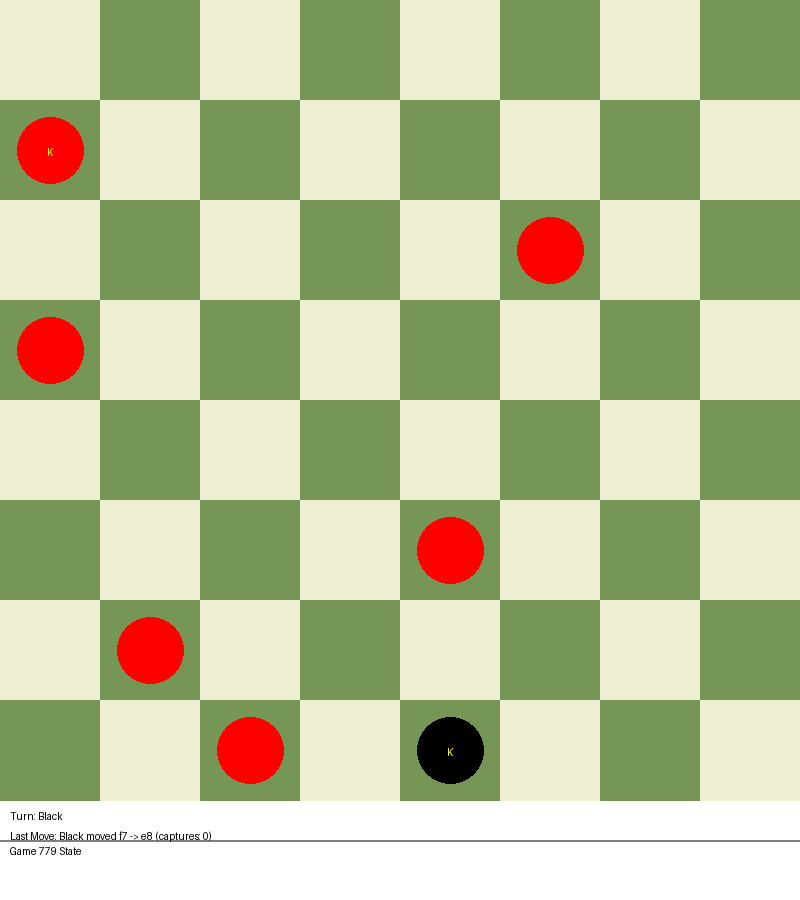 K
K
Turn: Black
Last Move: Black moved f7 -> e8 (captures: 0)
Game 779 State